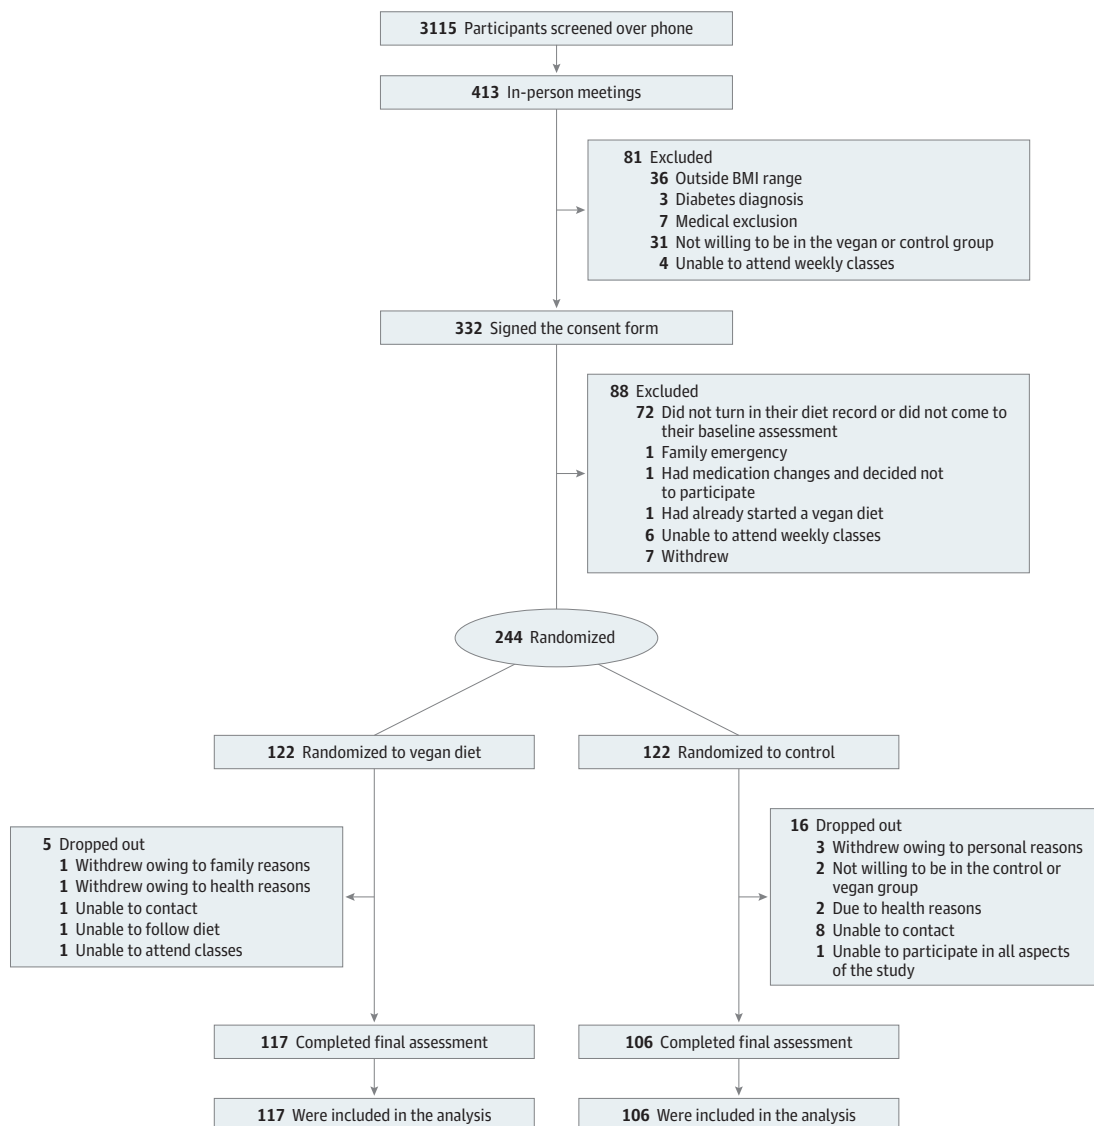 3115 Participants screened over phone
413 In-person meetings
81 Excluded
36 Outside BMI range
3 Diabetes diagnosis
7 Medical exclusion
31 Not willing to be in the vegan or control group
4 Unable to attend weekly classes
332 Signed the consent form
88 Excluded
72 Did not turn in their diet record or did not come to
their baseline assessment
1 Family emergency
1 Had medication changes and decided not
to participate
1 Had already started a vegan diet
6 Unable to attend weekly classes
7 Withdrew
244 Randomized
122 Randomized to vegan diet
122 Randomized to control
5 Dropped out
1 Withdrew owing to family reasons
1 Withdrew owing to health reasons
1 Unable to contact
1 Unable to follow diet
1 Unable to attend classes
16 Dropped out
3 Withdrew owing to personal reasons
2 Not willing to be in the control or
vegan group
2 Due to health reasons
8 Unable to contact
1 Unable to participate in all aspects
of the study
117 Completed final assessment
106 Completed final assessment
117 Were included in the analysis
106 Were included in the analysis